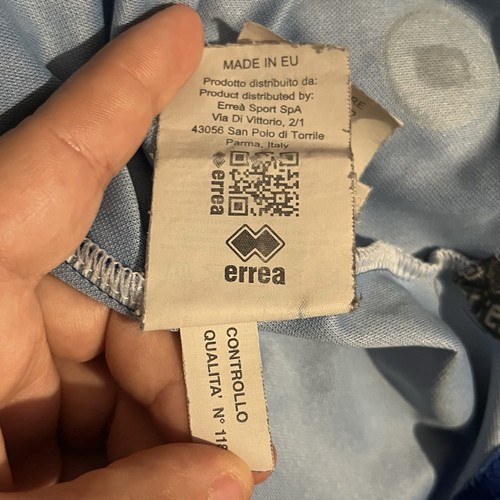 MADE IN EU
Prodotto distribuito da:
Product distributed by:
Erreà Sport SpA
Via Di Vittorio, 2/1
43056 San Polo di Torrile
Parma, Italy
errea
errea
CONTROLLO
QUALITA' N°